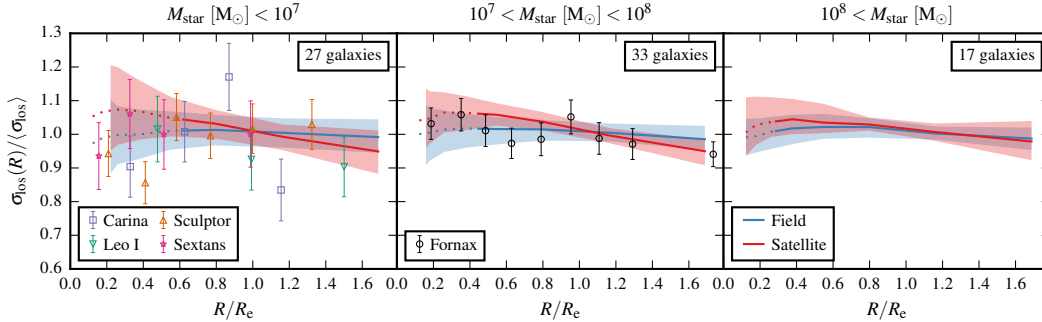 M_star [M_⊙] < 10^7
10^7 < M_star [M_⊙] < 10^8
10^8 < M_star [M_⊙]
1.3
1.2
1.1
1.0
0.9
0.8
0.7
0.6
σ_los(R)/⟨σ_los⟩
27 galaxies
Carina
Sculptor
Leo I
Sextans
33 galaxies
Fornax
17 galaxies
Field
Satellite
0.0 0.2 0.4 0.6 0.8 1.0 1.2 1.4 1.6
0.0 0.2 0.4 0.6 0.8 1.0 1.2 1.4 1.6
0.0 0.2 0.4 0.6 0.8 1.0 1.2 1.4 1.6
R/R_e
R/R_e
R/R_e